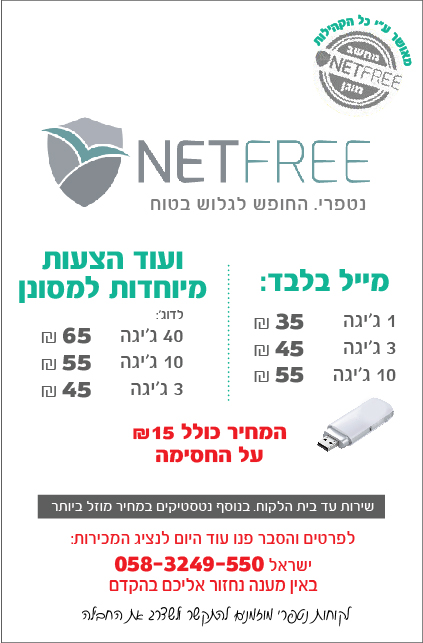 מאושר ע"י כל הקהילות
מחשב
NETFREE
מוגן
NETFREE
נטפרי. החופש לגלוש בטוח
מייל בלבד:
1 ג'יגה 35 ₪
3 ג'יגה 45 ₪
10 ג'יגה 55 ₪
ועוד הצעות
מיוחדות למסונן
לדוג':
40 ג'יגה 65 ₪
10 ג'יגה 55 ₪
3 ג'יגה 45 ₪
המחיר כולל 15₪
על החסימה
שירות עד בית הלקוח. בנוסף נטסטיקים במחיר מוזל ביותר
לפרטים והסבר פנו עוד היום לנציג המכירות:
ישראל 058-3249-550
באין מענה נחזור אליכם בהקדם
לקוחות נטפרי מוזמנים להתקשר ולשדרג את החבילה